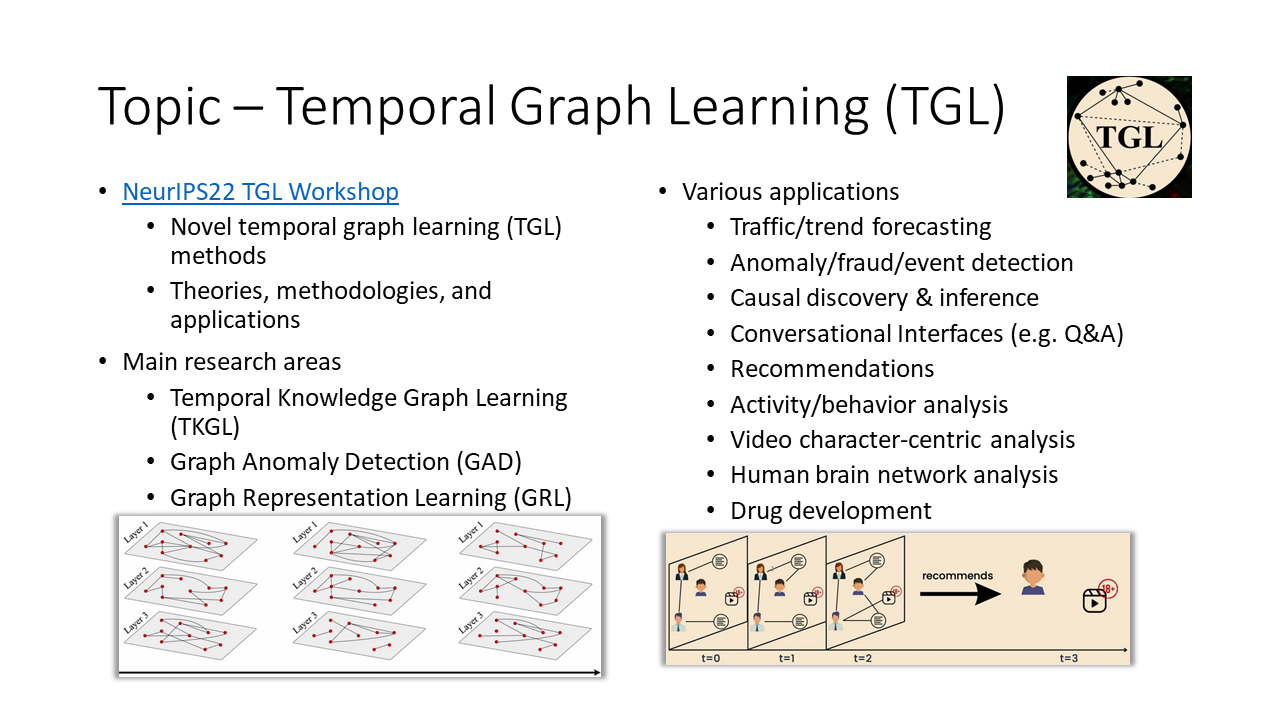 Topic – Temporal Graph Learning (TGL)
TGL
• NeurIPS22 TGL Workshop
• Novel temporal graph learning (TGL)
methods
• Theories, methodologies, and
applications
• Main research areas
• Temporal Knowledge Graph Learning
(TKGL)
• Graph Anomaly Detection (GAD)
• Graph Representation Learning (GRL)
Layer 1
Layer 2
Layer 3
Layer 1
Layer 2
Layer 3
Layer 1
Layer 2
Layer 3
• Various applications
• Traffic/trend forecasting
• Anomaly/fraud/event detection
• Causal discovery & inference
• Conversational Interfaces (e.g. Q&A)
• Recommendations
• Activity/behavior analysis
• Video character-centric analysis
• Human brain network analysis
• Drug development
18+
18+
18+
recommends
18+
t=0
t=1
t=2
t=3